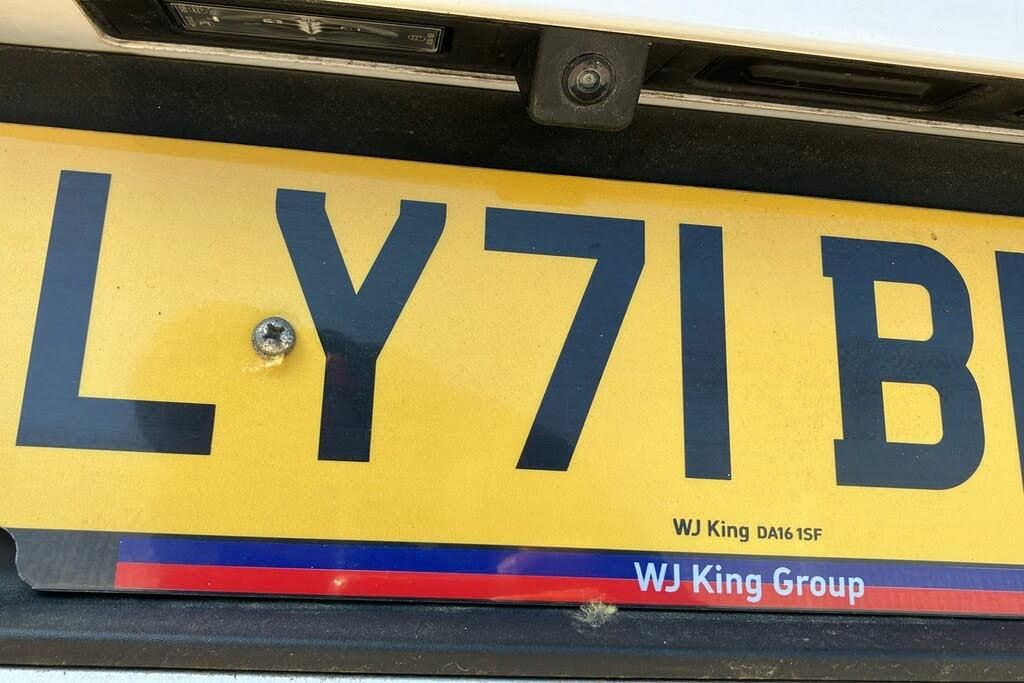 LY71 B
WJ King DA16 1SF
WJ King Group